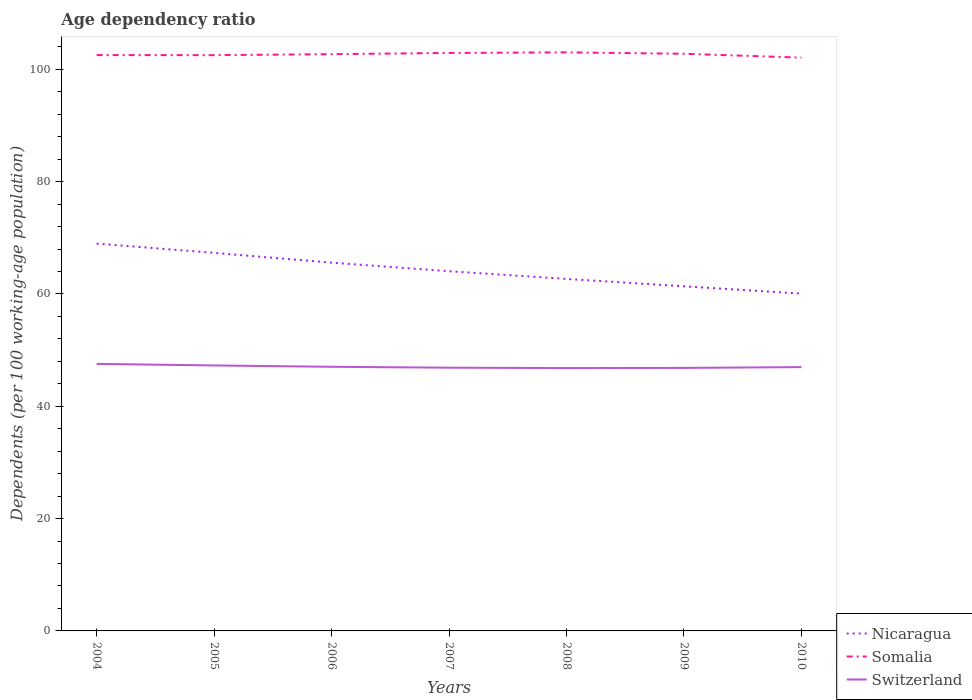 Age dependency ratio
Dependents (per 100 working-age population)
100
80
60
40
20
0
2004
2005
2006
2007
2008
2009
2010
Years
Nicaragua
Somalia
Switzerland